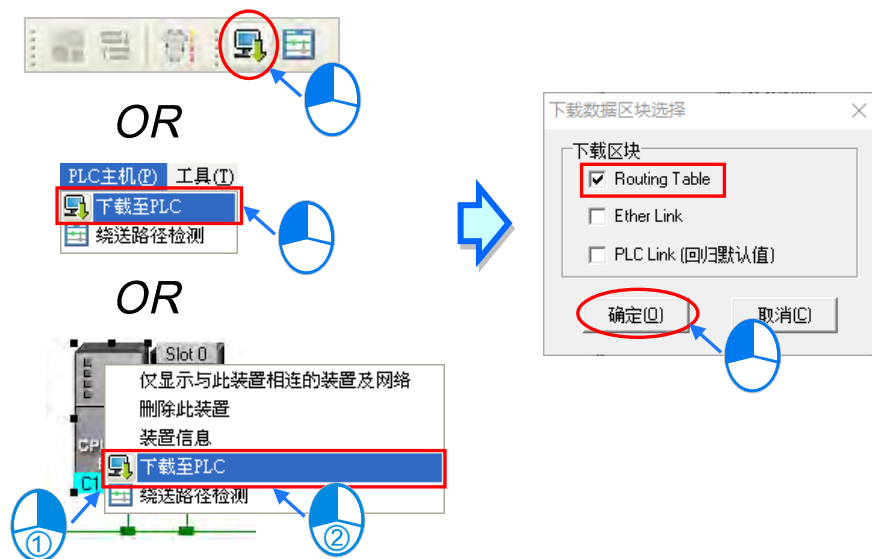 OR
PLC主机(P) 工具(T)
下载至PLC
绕送路径检测
OR
Slot 0
仅显示与此装置相连的装置及网络
删除此装置
装置信息
下载至PLC
绕送路径检测
CP
C1
①
②
下载数据区块选择
下载区块
Routing Table
Ether Link
PLC Link (回归默认值)
确定(O) 取消(C)